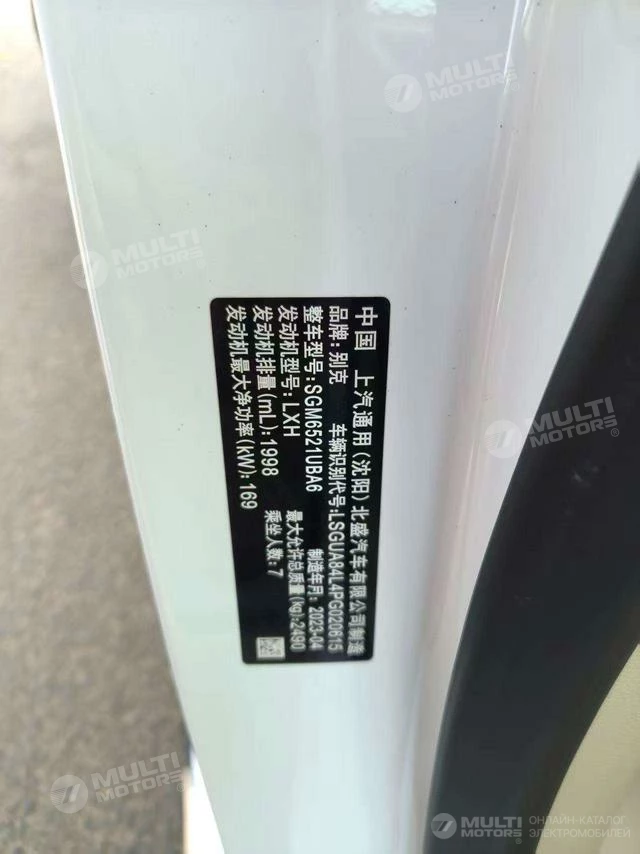 中国 上汽通用(沈阳)北盛汽车有限公司制造
品牌:别克 车辆识别代号:LSGUA84L4PG020615
整车型号:SGM6521UBA6 制造年月:2023-04
发动机型号:LXH 最大允许总质量(kg):2490
发动机排量(mL):1998 乘坐人数:7
发动机最大净功率(kW):169
MULTI
MOTORS®
MULTI
MOTORS®
MULTI
MOTORS®
MULTI
MOTORS®
MULTI
MOTORS®
ОНЛАЙН-КАТАЛОГ
ЭЛЕКТРОМОБИЛЕЙ